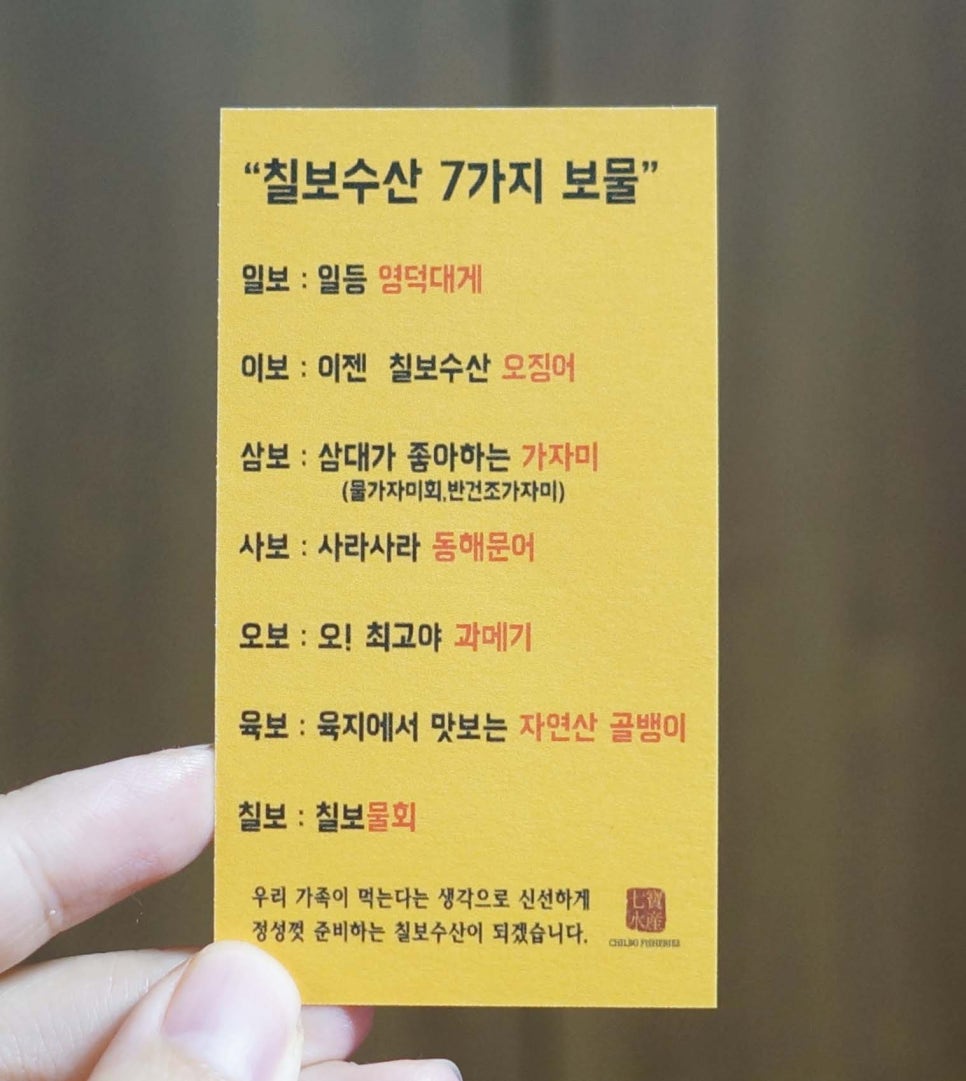 “칠보수산 7가지 보물”
일보 : 일등 영덕대게
이보 : 이젠 칠보수산 오징어
삼보 : 삼대가 좋아하는 가자미
(물가자미회,반건조가자미)
사보 : 사라사라 동해문어
오보 : 오! 최고야 과메기
육보 : 육지에서 맛보는 자연산 골뱅이
칠보 : 칠보물회
우리 가족이 먹는다는 생각으로 신선하게
정성껏 준비하는 칠보수산이 되겠습니다.
七寶
水産
CHILBO FISHERIES